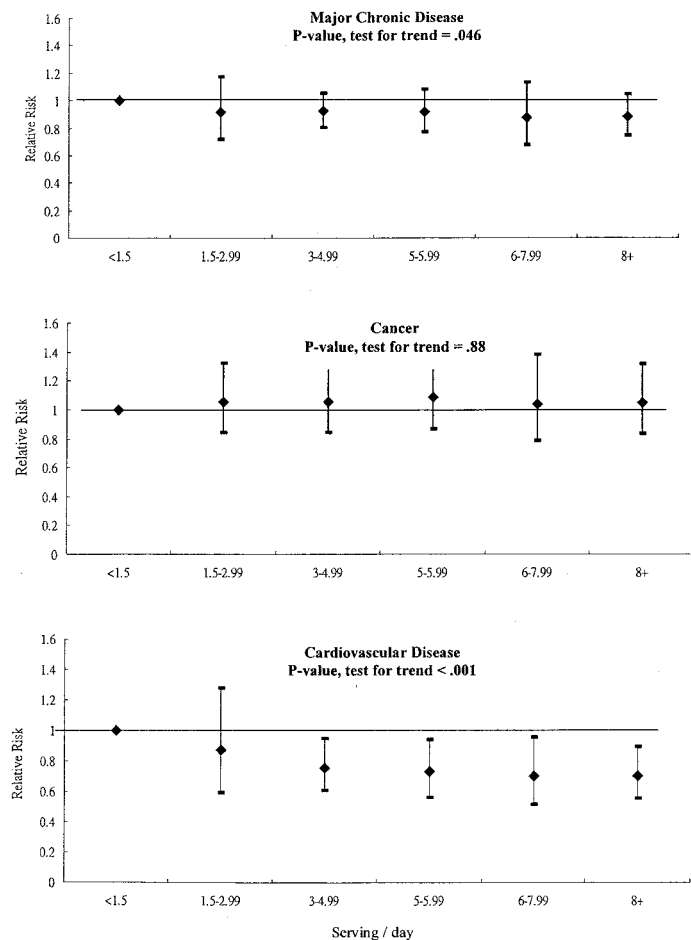 Major Chronic Disease
P-value, test for trend = .046
Relative Risk
1.6
1.4
1.2
1
0.8
0.6
0.4
0.2
0
1
<1.5 1.5-2.99 3-4.99 5-5.99 6-7.99 8+
Cancer
P-value, test for trend = .88
Relative Risk
1.6
1.4
1.2
1
0.8
0.6
0.4
0.2
0
<1.5 1.5-2.99 3-4.99 5-5.99 6-7.99 8+
Cardiovascular Disease
P-value, test for trend < .001
Relative Risk
1.6
1.4
1.2
1
0.8
0.6
0.4
0.2
0
<1.5 1.5-2.99 3-4.99 5-5.99 6-7.99 8+
Serving / day